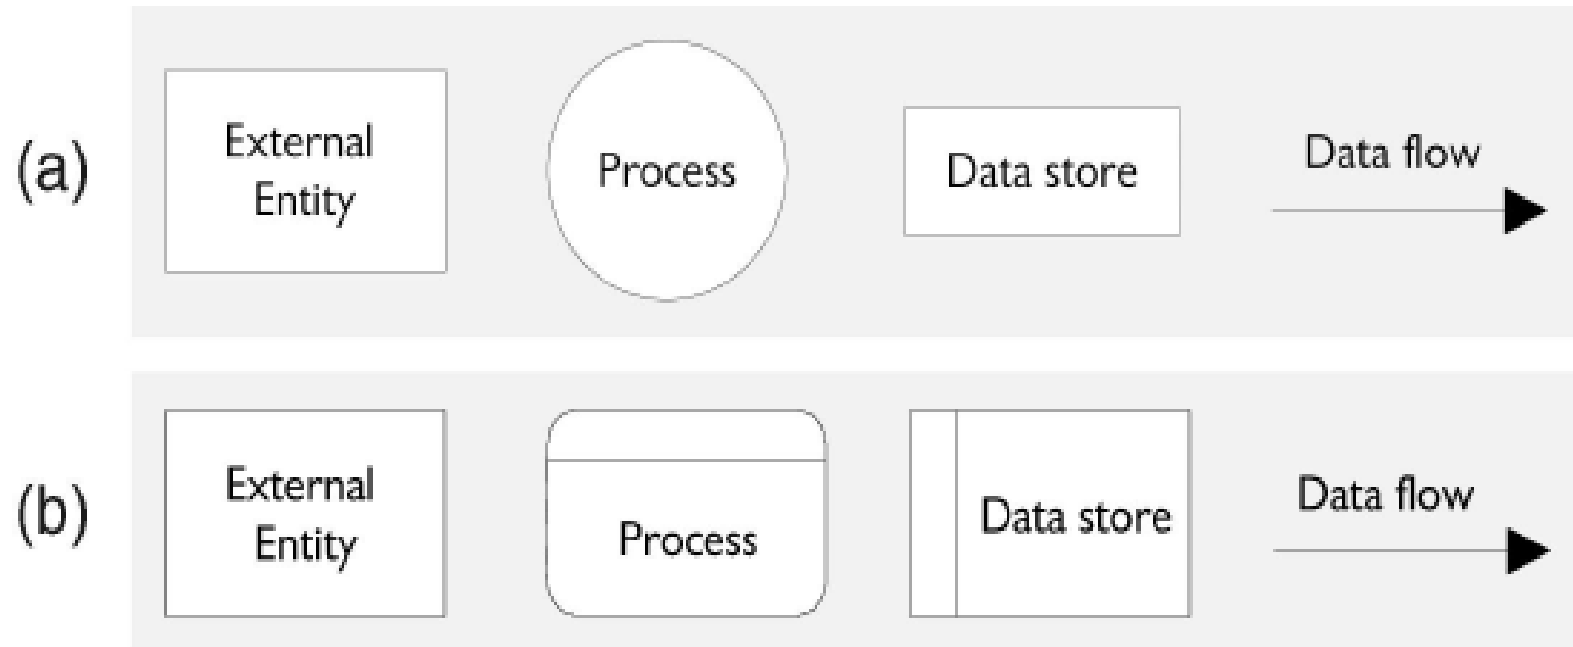 (a)
External
Entity
Process
Data store
Data flow
(b)
External
Entity
Process
Data store
Data flow